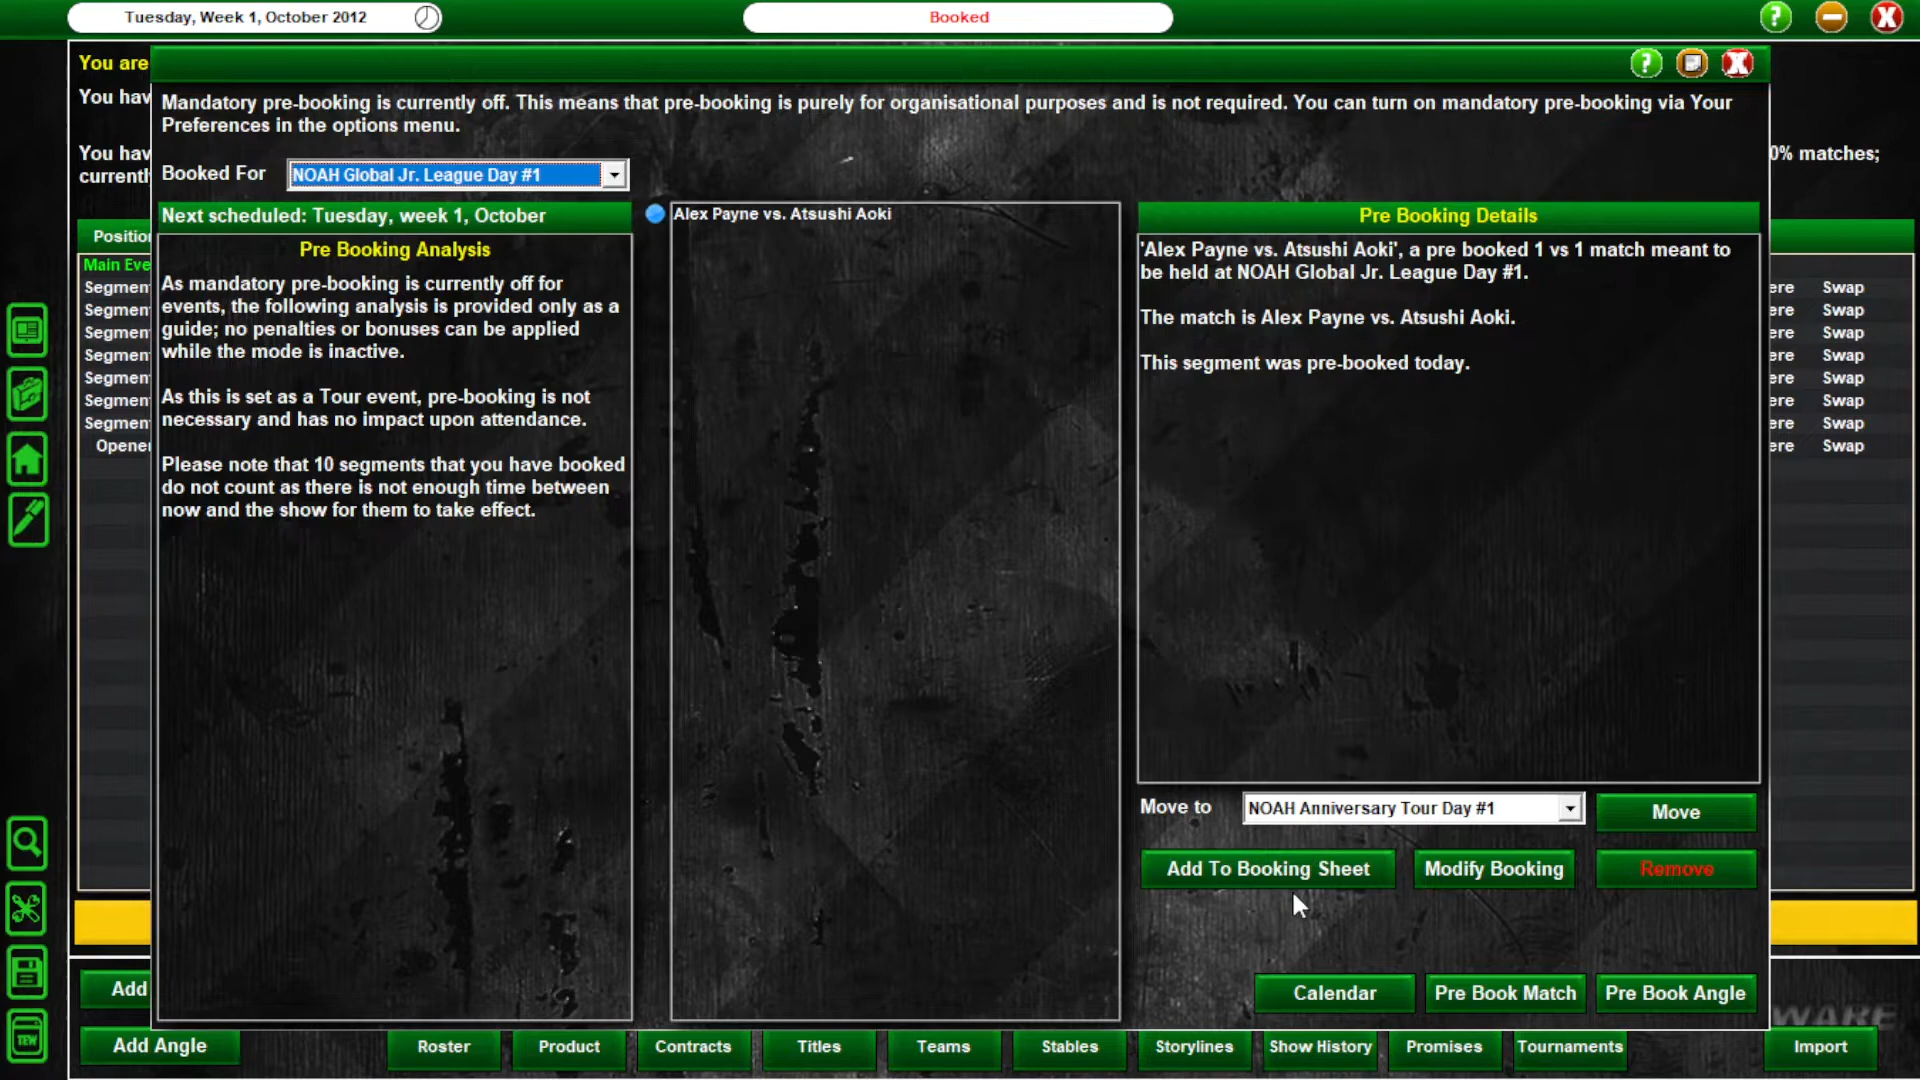 Tuesday, Week 1, October 2012
Booked
You are
You hav
You hav
currentl
0% matches;
Mandatory pre-booking is currently off. This means that pre-booking is purely for organisational purposes and is not required. You can turn on mandatory pre-booking via Your
Preferences in the options menu.
Booked For
NOAH Global Jr. League Day #1
Next scheduled: Tuesday, week 1, October
Pre Booking Analysis
As mandatory pre-booking is currently off for
events, the following analysis is provided only as a
guide; no penalties or bonuses can be applied
while the mode is inactive.
As this is set as a Tour event, pre-booking is not
necessary and has no impact upon attendance.
Please note that 10 segments that you have booked
do not count as there is not enough time between
now and the show for them to take effect.
Alex Payne vs. Atsushi Aoki
Pre Booking Details
'Alex Payne vs. Atsushi Aoki', a pre booked 1 vs 1 match meant to
be held at NOAH Global Jr. League Day #1.
The match is Alex Payne vs. Atsushi Aoki.
This segment was pre-booked today.
Position
Main Eve
Segmen
Segmen
Segmen
Segmen
Segmen
Segmen
Segmen
Opener
ere Swap
ere Swap
ere Swap
ere Swap
ere Swap
ere Swap
ere Swap
ere Swap
Move to
NOAH Anniversary Tour Day #1
Move
Add To Booking Sheet
Modify Booking
Remove
Calendar
Pre Book Match
Pre Book Angle
Add
WARE
Add Angle
Roster
Product
Contracts
Titles
Teams
Stables
Storylines
Show History
Promises
Tournaments
Import
TEW